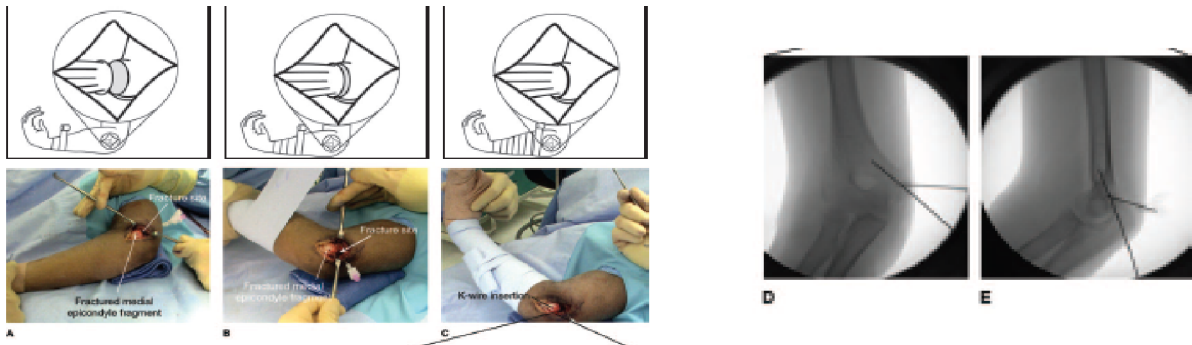 Fracture site
Fractured medial
epicondyle fragment
Fracture site
Fractured medial
epicondyle fragment
K-wire insertion
A
B
C
D
E